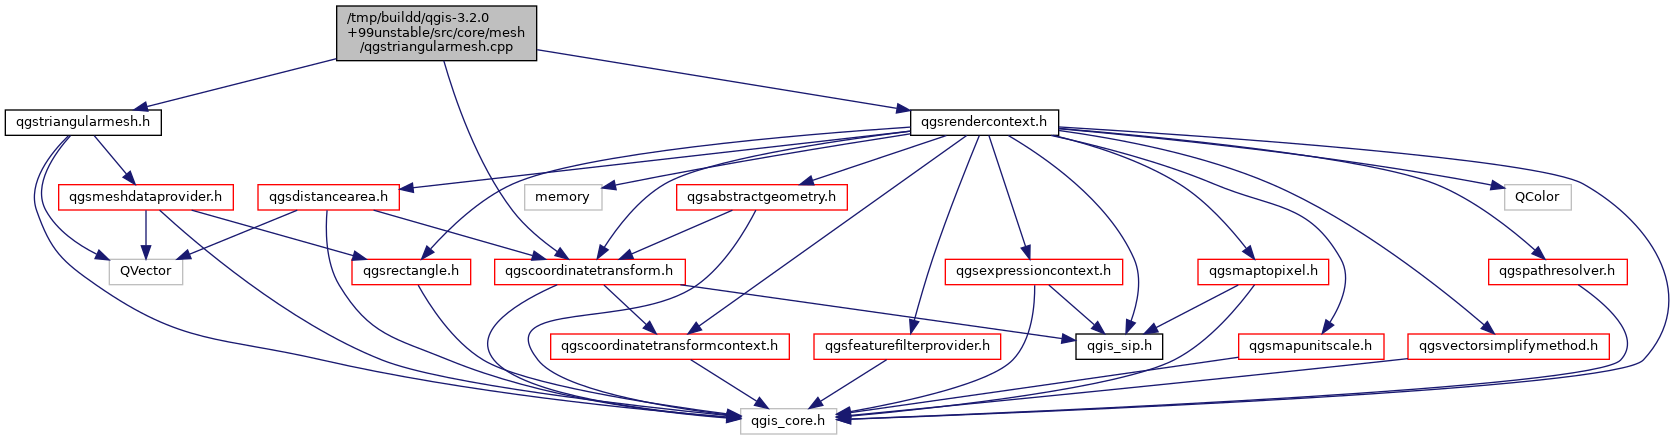 /tmp/buildd/qgis-3.2.0
+99unstable/src/core/mesh
/qgstriangularmesh.cpp
qgstriangularmesh.h
qgsrendercontext.h
qgsmeshdataprovider.h
qgsdistancearea.h
memory
qgsabstractgeometry.h
QColor
QVector
qgsrectangle.h
qgscoordinatetransform.h
qgsexpressioncontext.h
qgsmaptopixel.h
qgspathresolver.h
qgscoordinatetransformcontext.h
qgsfeaturefilterprovider.h
qgis_sip.h
qgsmapunitscale.h
qgsvectorsimplifymethod.h
qgis_core.h